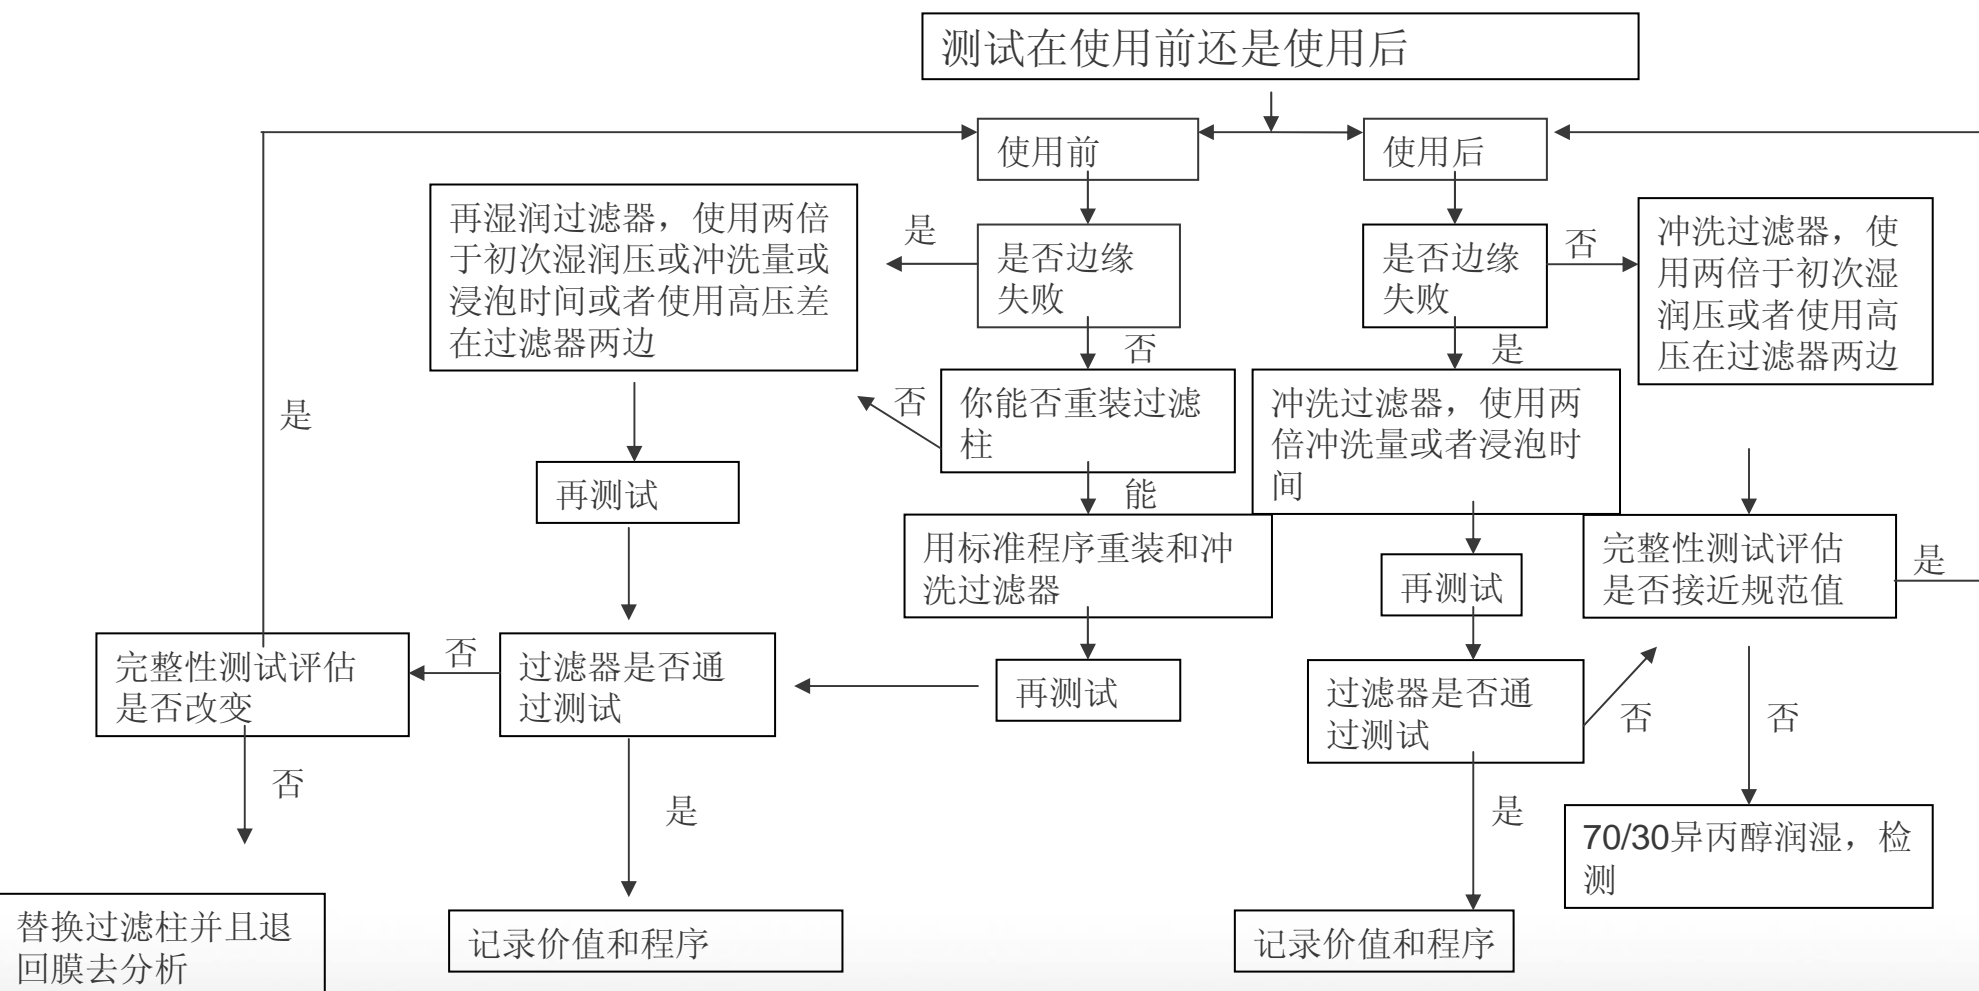 测试在使用前还是使用后
使用前
使用后
再湿润过滤器，使用两倍
于初次湿润压或冲洗量或
浸泡时间或者使用高压差
在过滤器两边
是
是否边缘
失败
是否边缘
失败
否
冲洗过滤器，使
用两倍于初次湿
润压或者使用高
压在过滤器两边
否
是
是
否
你能否重装过滤
柱
冲洗过滤器，使用两
倍冲洗量或者浸泡时
间
再测试
能
用标准程序重装和冲
洗过滤器
再测试
完整性测试评估
是否接近规范值
是
完整性测试评估
是否改变
否
过滤器是否通
过测试
再测试
过滤器是否通
过测试
否
否
否
是
是
70/30异丙醇润湿，检
测
替换过滤柱并且退
回膜去分析
记录价值和程序
记录价值和程序